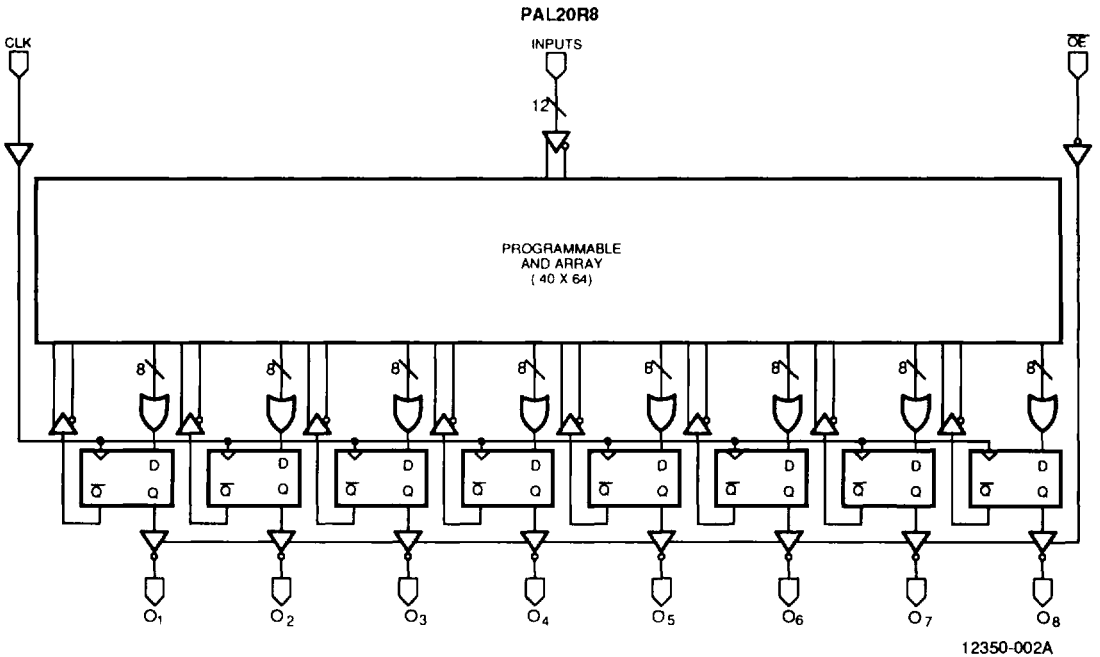 PAL20R8
CLK INPUTS O̅E̅
12
PROGRAMMABLE
AND ARRAY
( 40 X 64)
8 8 8 8 8 8 8 8
D D D D D D D D
Q̅ Q Q̅ Q Q̅ Q Q̅ Q Q̅ Q Q̅ Q Q̅ Q Q̅ Q
O₁ O₂ O₃ O₄ O₅ O₆ O₇ O₈
12350-002A